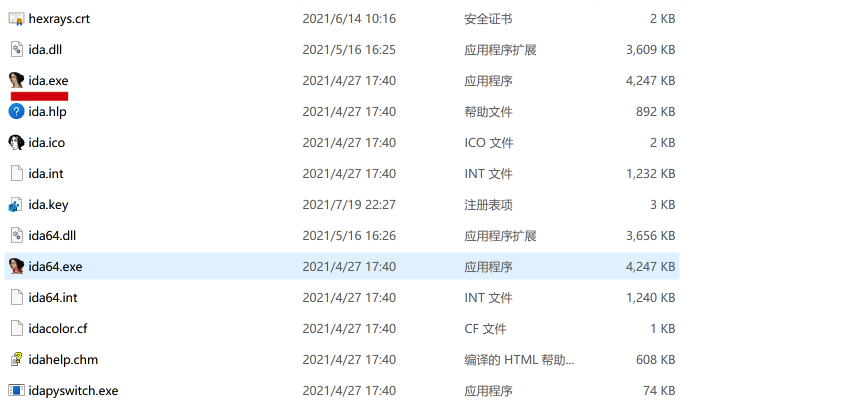 hexrays.crt 2021/6/14 10:16 安全证书 2 KB
ida.dll 2021/5/16 16:25 应用程序扩展 3,609 KB
ida.exe 2021/4/27 17:40 应用程序 4,247 KB
ida.hlp 2021/4/27 17:40 帮助文件 892 KB
ida.ico 2021/4/27 17:40 ICO 文件 2 KB
ida.int 2021/4/27 17:40 INT 文件 1,232 KB
ida.key 2021/7/19 22:27 注册表项 3 KB
ida64.dll 2021/5/16 16:26 应用程序扩展 3,656 KB
ida64.exe 2021/4/27 17:40 应用程序 4,247 KB
ida64.int 2021/4/27 17:40 INT 文件 1,240 KB
idacolor.cf 2021/4/27 17:40 CF 文件 1 KB
idahelp.chm 2021/4/27 17:40 编译的 HTML 帮助... 608 KB
idapyswitch.exe 2021/4/27 17:40 应用程序 74 KB